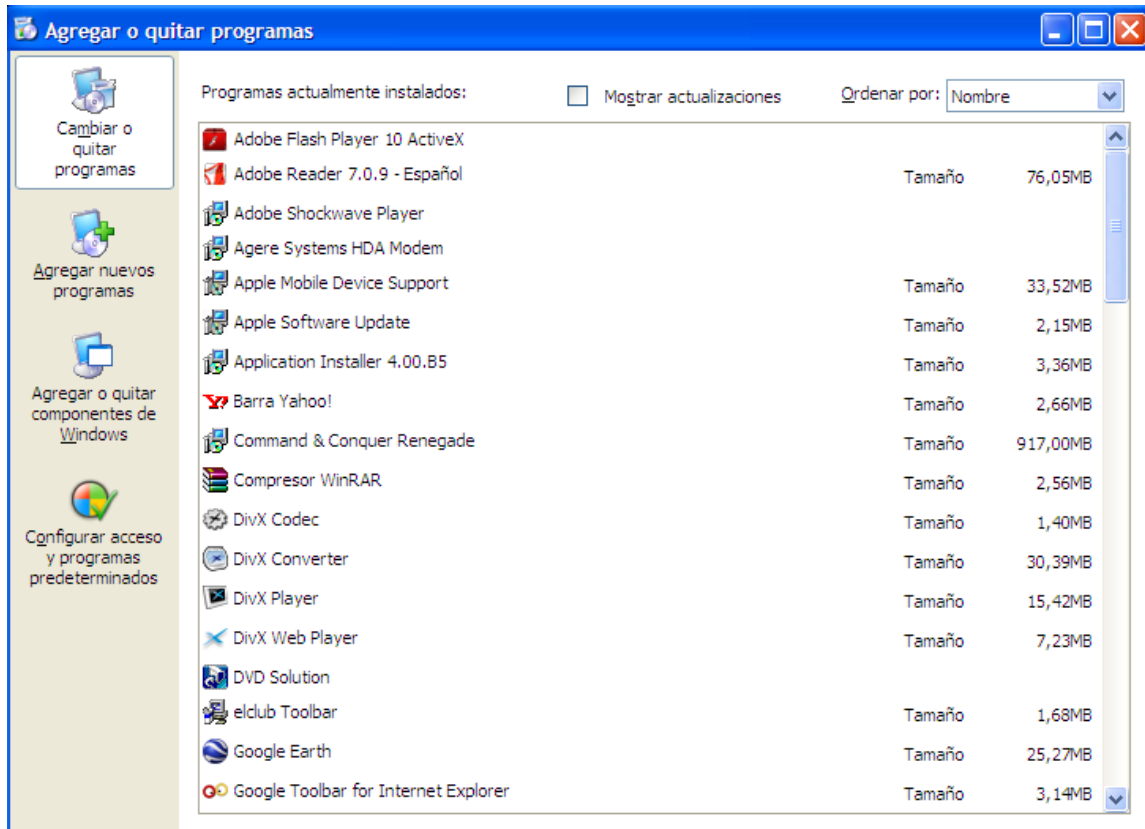 Agregar o quitar programas
Cambiar o
quitar
programas
Agregar nuevos
programas
Agregar o quitar
componentes de
Windows
Configurar acceso
y programas
predeterminados
Programas actualmente instalados: Mostrar actualizaciones Ordenar por: Nombre
Adobe Flash Player 10 ActiveX
Adobe Reader 7.0.9 - Español Tamaño 76,05MB
Adobe Shockwave Player
Agere Systems HDA Modem
Apple Mobile Device Support Tamaño 33,52MB
Apple Software Update Tamaño 2,15MB
Application Installer 4.00.B5 Tamaño 3,36MB
Barra Yahoo! Tamaño 2,66MB
Command & Conquer Renegade Tamaño 917,00MB
Compresor WinRAR Tamaño 2,56MB
DivX Codec Tamaño 1,40MB
DivX Converter Tamaño 30,39MB
DivX Player Tamaño 15,42MB
DivX Web Player Tamaño 7,23MB
DVD Solution
elclub Toolbar Tamaño 1,68MB
Google Earth Tamaño 25,27MB
Google Toolbar for Internet Explorer Tamaño 3,14MB